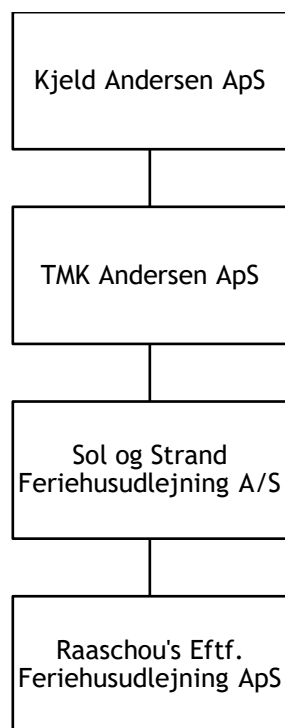 Kjeld Andersen ApS
TMK Andersen ApS
Sol og Strand
Feriehusudlejning A/S
Raaschou's Eftf.
Feriehusudlejning ApS